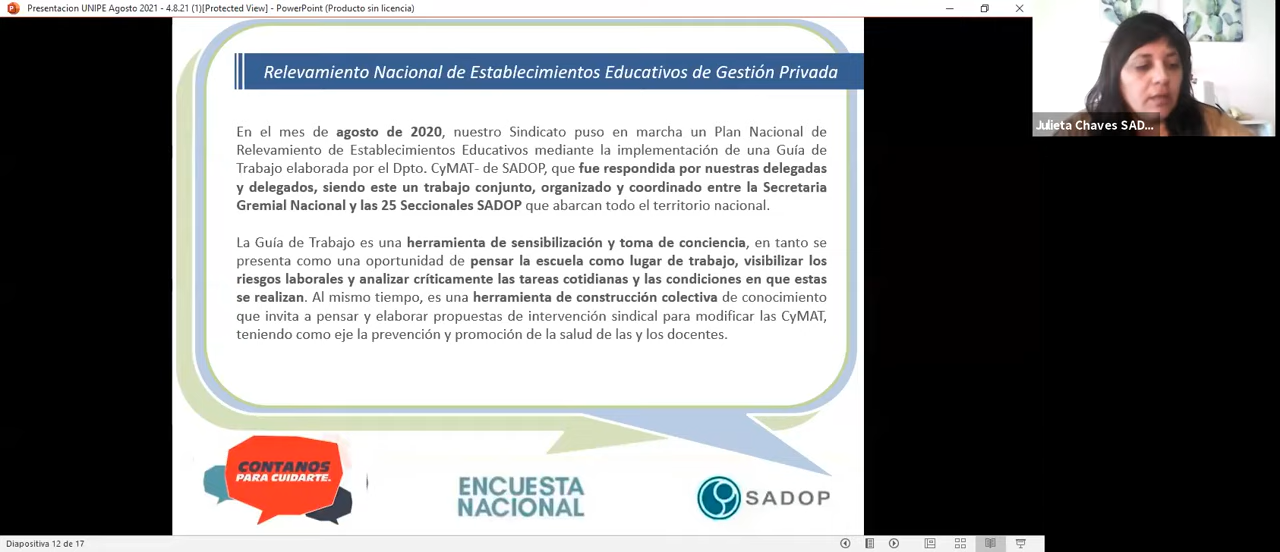 Presentacion UNIPE Agosto 2021 - 4.8.21 (1)[Protected View] - PowerPoint (Producto sin licencia)
Relevamiento Nacional de Establecimientos Educativos de Gestión Privada
En el mes de agosto de 2020, nuestro Sindicato puso en marcha un Plan Nacional de
Relevamiento de Establecimientos Educativos mediante la implementación de una Guía de
Trabajo elaborada por el Dpto. CyMAT- de SADOP, que fue respondida por nuestras delegadas
y delegados, siendo este un trabajo conjunto, organizado y coordinado entre la Secretaria
Gremial Nacional y las 25 Seccionales SADOP que abarcan todo el territorio nacional.
La Guía de Trabajo es una herramienta de sensibilización y toma de conciencia, en tanto se
presenta como una oportunidad de pensar la escuela como lugar de trabajo, visibilizar los
riesgos laborales y analizar críticamente las tareas cotidianas y las condiciones en que estas
se realizan. Al mismo tiempo, es una herramienta de construcción colectiva de conocimiento
que invita a pensar y elaborar propuestas de intervención sindical para modificar las CyMAT,
teniendo como eje la prevención y promoción de la salud de las y los docentes.
CONTANOS
PARA CUIDARTE.
ENCUESTA
NACIONAL
SADOP
Julieta Chaves SAD...
Diapositiva 12 de 17